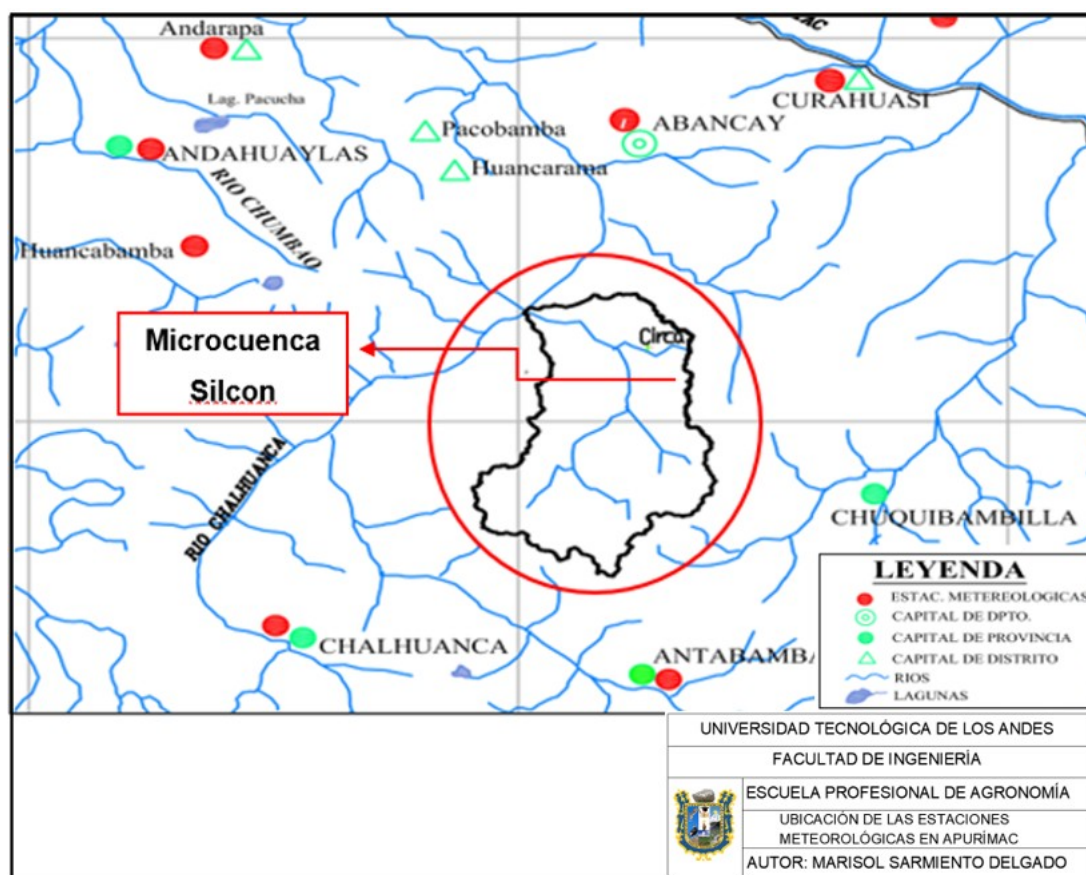 Andarapa
Lag. Pacucha
ANDAHUAYLAS
RIO CHUMBAO
Huancabamba
Pacobamba
Huancarama
ABANCAY
CURAHUASI
Microcuenca
Silcon
Circa
RIO CHALHUANCA
CHUQUIBAMBILLA
CHALHUANCA
ANTABAMBA
LEYENDA
ESTAC. METEREOLOGICAS
CAPITAL DE DPTO.
CAPITAL DE PROVINCIA
CAPITAL DE DISTRITO
RIOS
LAGUNAS
UNIVERSIDAD TECNOLÓGICA DE LOS ANDES
FACULTAD DE INGENIERÍA
ESCUELA PROFESIONAL DE AGRONOMÍA
UBICACIÓN DE LAS ESTACIONES
METEOROLÓGICAS EN APURÍMAC
AUTOR: MARISOL SARMIENTO DELGADO